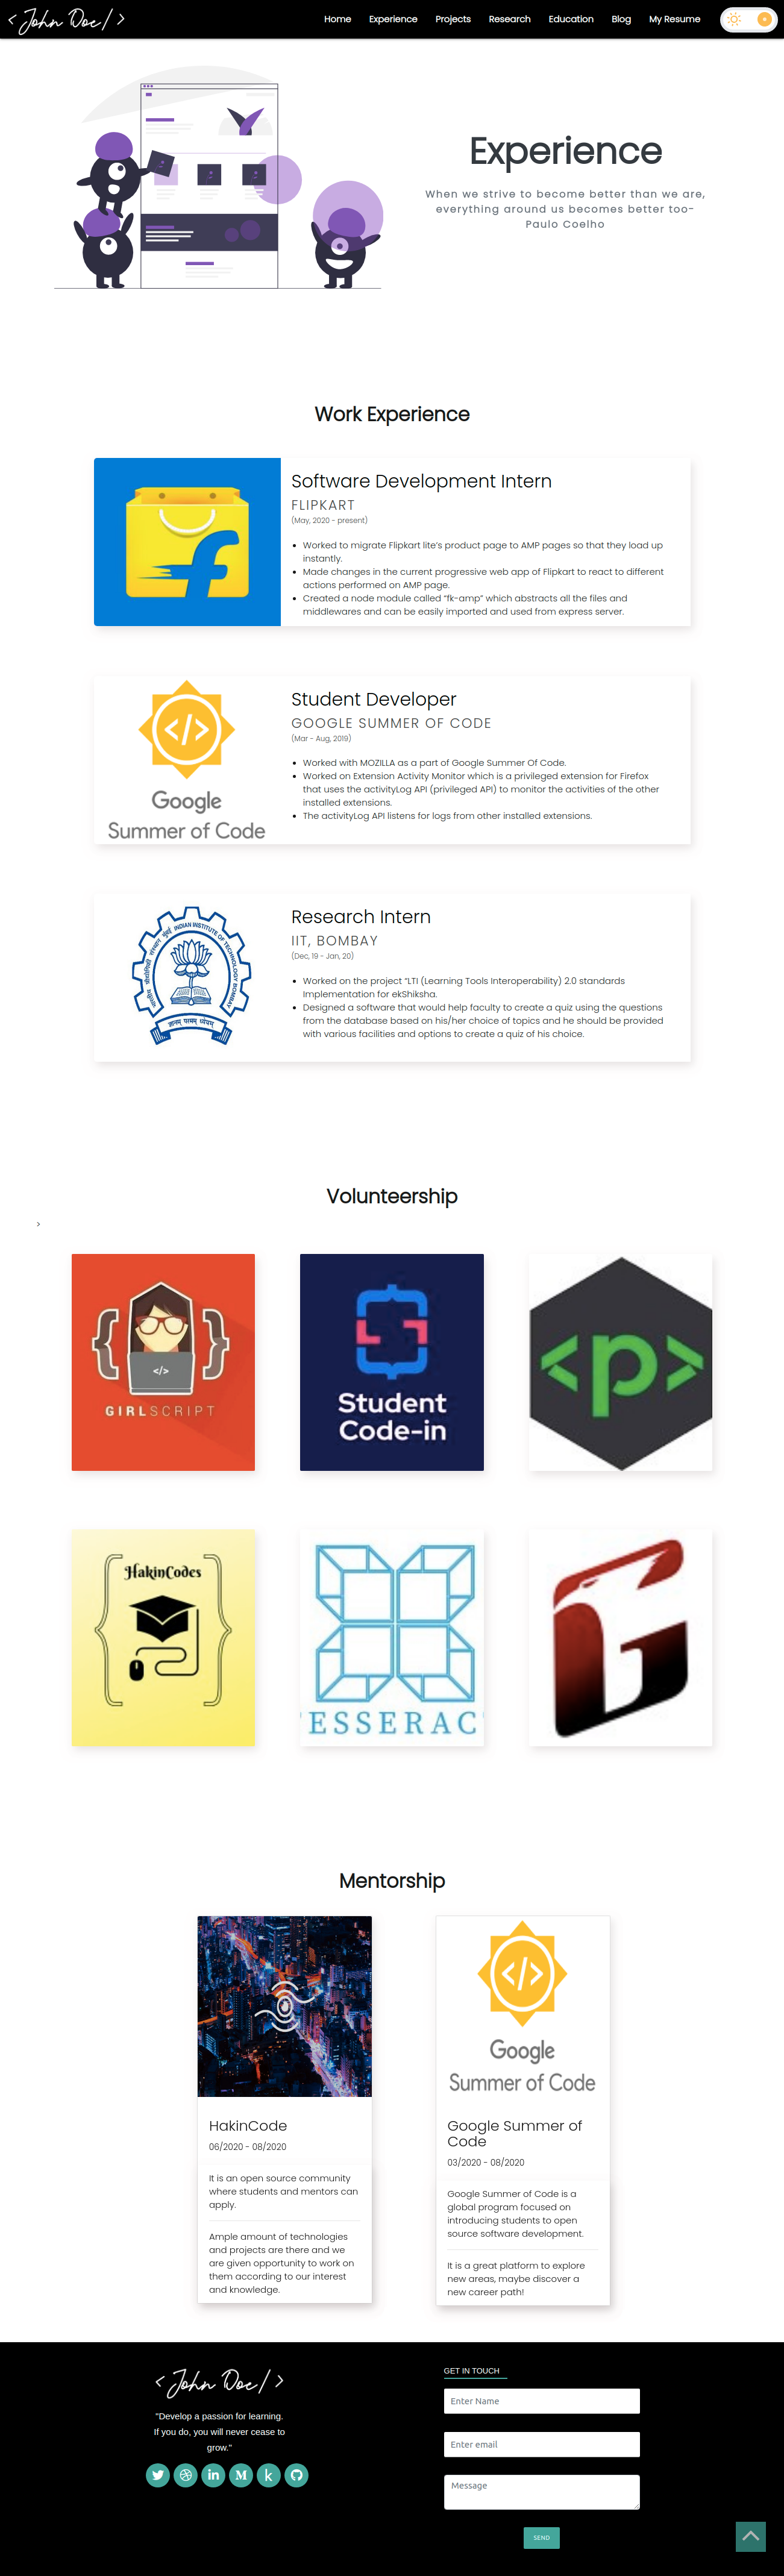 < John Doe / >
Home Experience Projects Research Education Blog My Resume
Experience
When we strive to become better than we are,
everything around us becomes better too-
Paulo Coelho
Work Experience
Software Development Intern
FLIPKART
(May, 2020 - present)
• Worked to migrate Flipkart lite's product page to AMP pages so that they load up
instantly.
• Made changes in the current progressive web app of Flipkart to react to different
actions performed on AMP page.
• Created a node module called "fk-amp" which abstracts all the files and
middlewares and can be easily imported and used from express server.
</>
Google
Summer of Code
Student Developer
GOOGLE SUMMER OF CODE
(Mar - Aug, 2019)
• Worked with MOZILLA as a part of Google Summer Of Code.
• Worked on Extension Activity Monitor which is a privileged extension for Firefox
that uses the activityLog API (privileged API) to monitor the activities of the other
installed extensions.
• The activityLog API listens for logs from other installed extensions.
INDIAN INSTITUTE OF TECHNOLOGY BOMBAY
ज्ञानम् परमम् ध्येयम्
Research Intern
IIT, BOMBAY
(Dec, 19 - Jan, 20)
• Worked on the project "LTI (Learning Tools Interoperability) 2.0 standards
Implementation for ekShiksha.
• Designed a software that would help faculty to create a quiz using the questions
from the database based on his/her choice of topics and he should be provided
with various facilities and options to create a quiz of his choice.
Volunteership
>
</>
GIRLSCRIPT
Student
Code-in
<p>
HakinCodes
ESSERAC
G
Mentorship
HakinCode
06/2020 - 08/2020
It is an open source community
where students and mentors can
apply.
Ample amount of technologies
and projects are there and we
are given opportunity to work on
them according to our interest
and knowledge.
</>
Google
Summer of Code
Google Summer of
Code
03/2020 - 08/2020
Google Summer of Code is a
global program focused on
introducing students to open
source software development.
It is a great platform to explore
new areas, maybe discover a
new career path!
< John Doe / >
"Develop a passion for learning.
If you do, you will never cease to
grow."
GET IN TOUCH
Enter Name
Enter email
Message
SEND